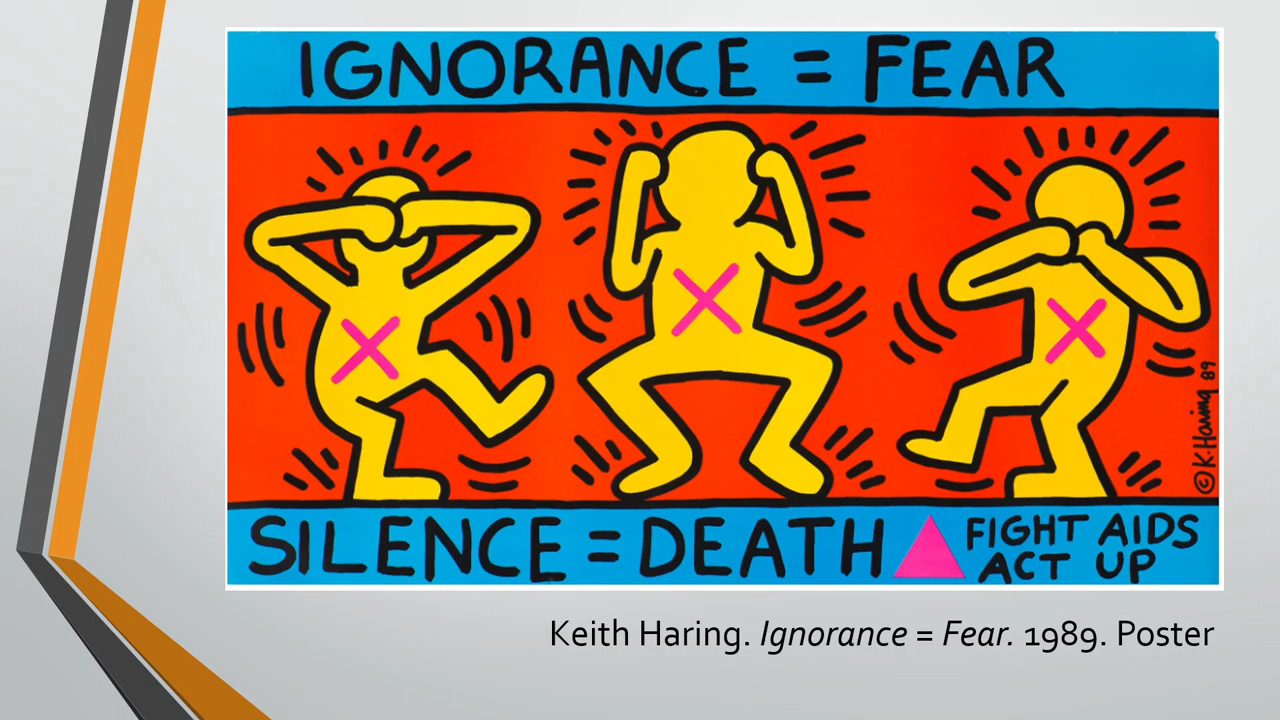 IGNORANCE = FEAR
© K. Haring 89
SILENCE = DEATH
FIGHT AIDS
ACT UP
Keith Haring. Ignorance = Fear. 1989. Poster